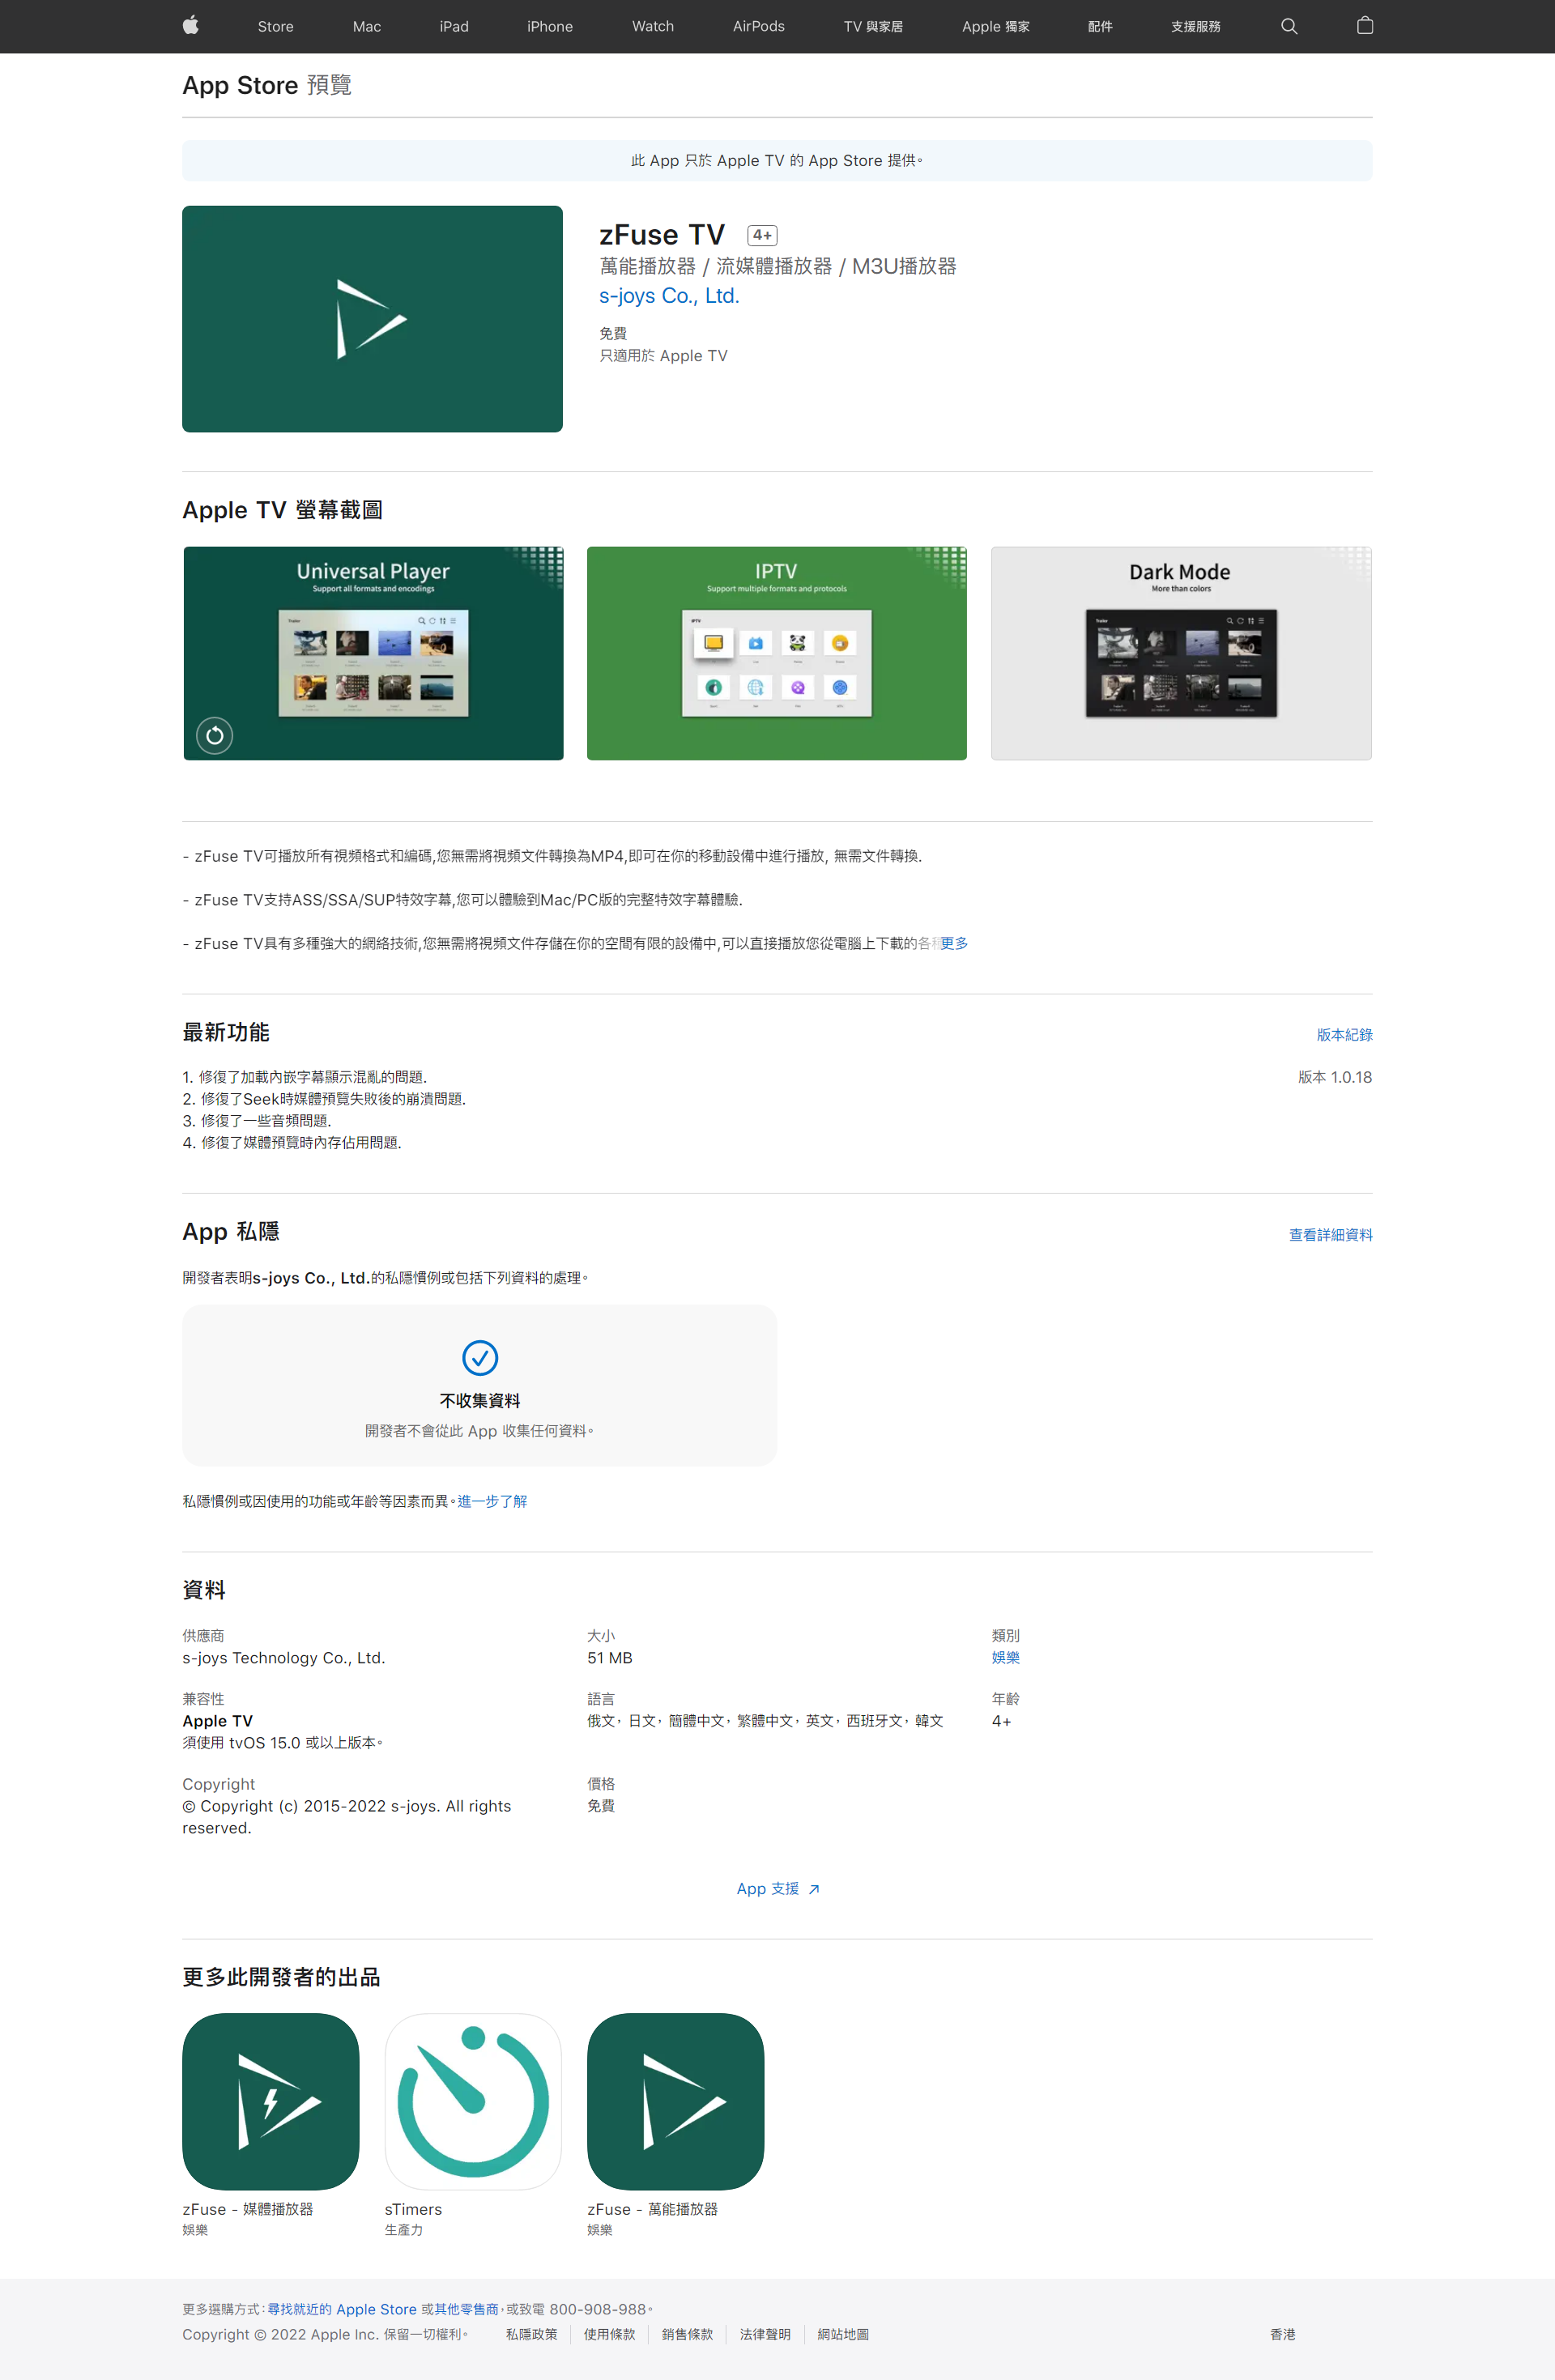 Store Mac iPad iPhone Watch AirPods TV 與家居 Apple 獨家 配件 支援服務
App Store 預覽
此 App 只於 Apple TV 的 App Store 提供。
zFuse TV 4+
萬能播放器 / 流媒體播放器 / M3U播放器
s-joys Co., Ltd.
免費
只適用於 Apple TV
Apple TV 螢幕截圖
Universal Player
Support all formats and encodings
Trailer
IPTV
Support multiple formats and protocols
IPTV
Dark Mode
More than colors
Trailer
- zFuse TV可播放所有視頻格式和編碼,您無需將視頻文件轉換為MP4,即可在你的移動設備中進行播放, 無需文件轉換.
- zFuse TV支持ASS/SSA/SUP特效字幕,您可以體驗到Mac/PC版的完整特效字幕體驗.
- zFuse TV具有多種強大的網絡技術,您無需將視頻文件存儲在你的空間有限的設備中,可以直接播放您從電腦上下載的各種更多
最新功能
版本紀錄
1. 修復了加載內嵌字幕顯示混亂的問題.
版本 1.0.18
2. 修復了Seek時媒體預覽失敗後的崩潰問題.
3. 修復了一些音頻問題.
4. 修復了媒體預覽時內存佔用問題.
App 私隱
查看詳細資料
開發者表明s-joys Co., Ltd.的私隱慣例或包括下列資料的處理。
不收集資料
開發者不會從此 App 收集任何資料。
私隱慣例或因使用的功能或年齡等因素而異。進一步了解
資料
供應商
s-joys Technology Co., Ltd.
大小
51 MB
類別
娛樂
兼容性
Apple TV
須使用 tvOS 15.0 或以上版本。
語言
俄文, 日文, 簡體中文, 繁體中文, 英文, 西班牙文, 韓文
年齡
4+
Copyright
© Copyright (c) 2015-2022 s-joys. All rights
reserved.
價格
免費
App 支援
更多此開發者的出品
zFuse - 媒體播放器
娛樂
sTimers
生產力
zFuse - 萬能播放器
娛樂
更多選購方式：尋找就近的 Apple Store 或其他零售商，或致電 800-908-988。
Copyright © 2022 Apple Inc. 保留一切權利。 私隱政策 使用條款 銷售條款 法律聲明 網站地圖 香港